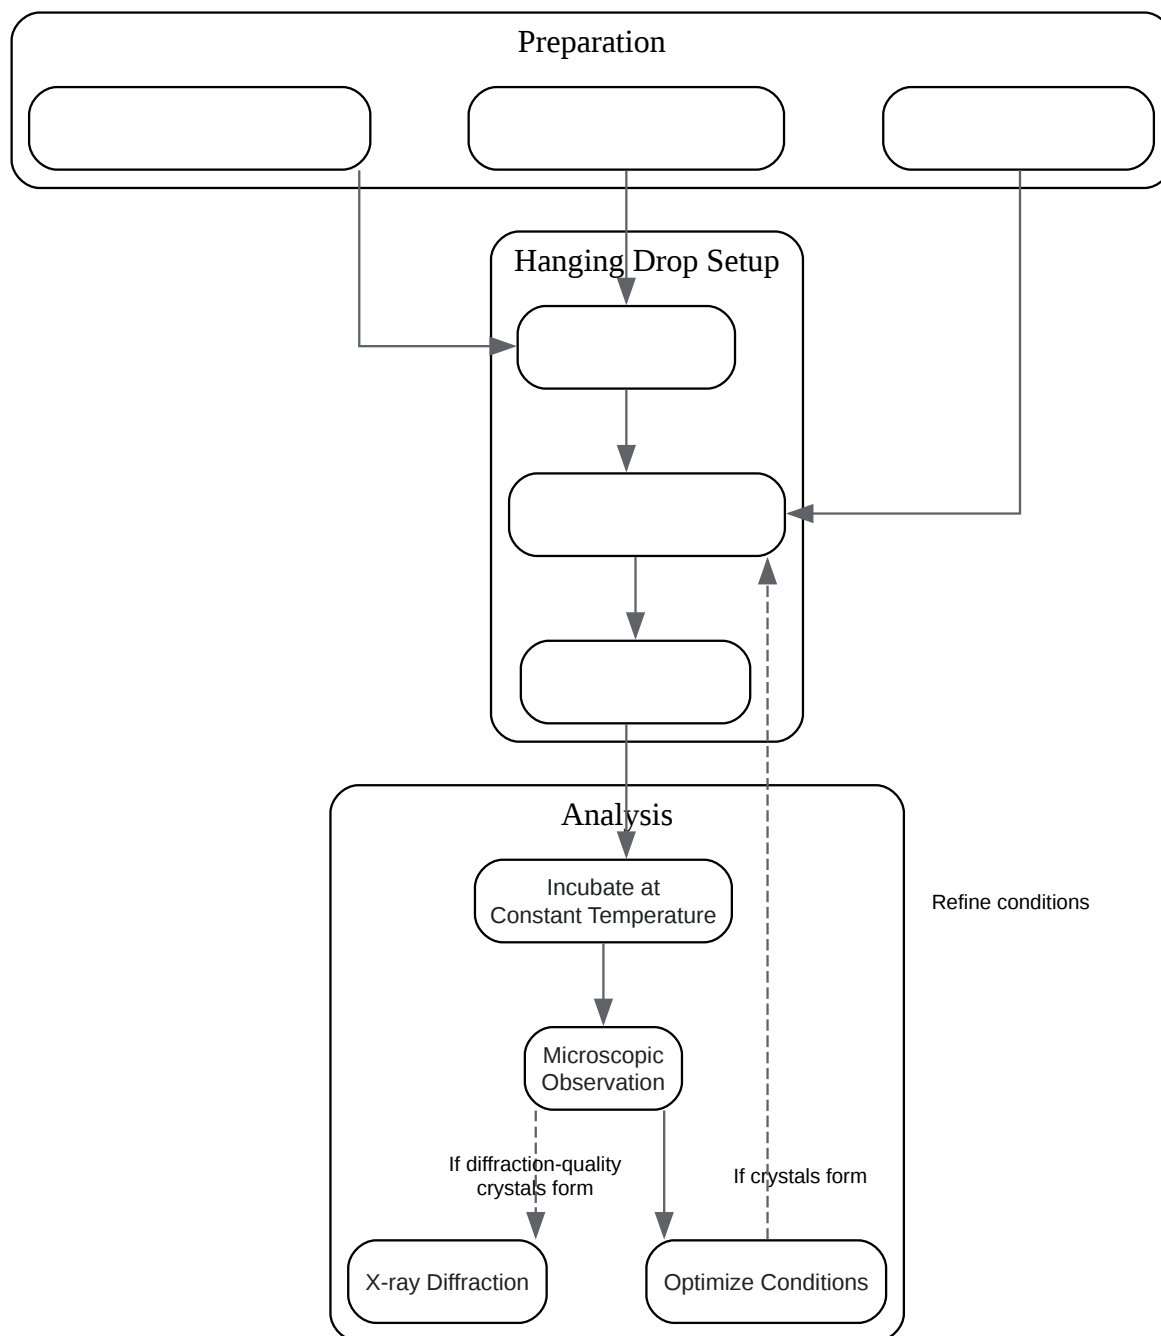 Preparation
Hanging Drop Setup
Analysis
Incubate at
Constant Temperature
Refine conditions
Microscopic
Observation
If diffraction-quality
crystals form
If crystals form
X-ray Diffraction
Optimize Conditions